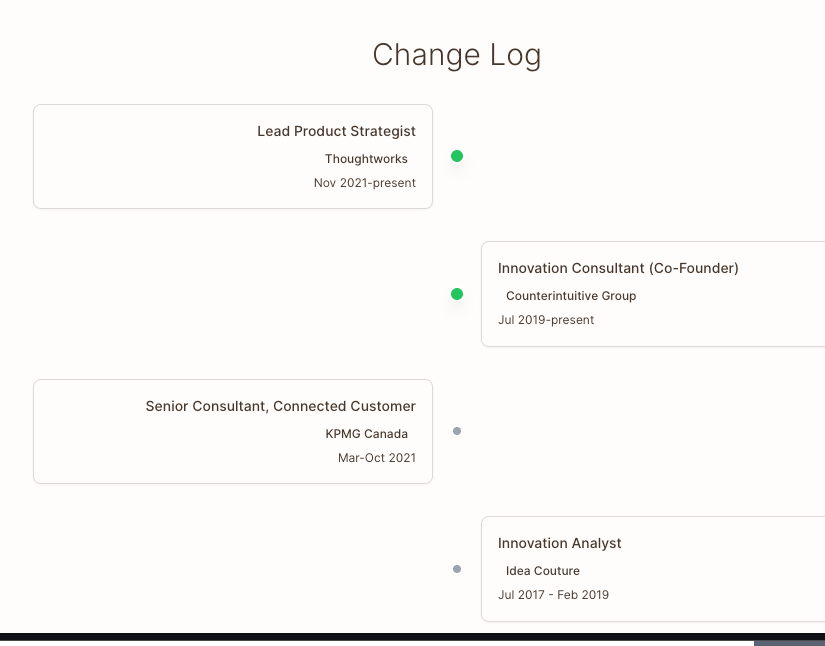 Change Log
Lead Product Strategist
Thoughtworks
Nov 2021-present
Innovation Consultant (Co-Founder)
Counterintuitive Group
Jul 2019-present
Senior Consultant, Connected Customer
KPMG Canada
Mar-Oct 2021
Innovation Analyst
Idea Couture
Jul 2017 - Feb 2019